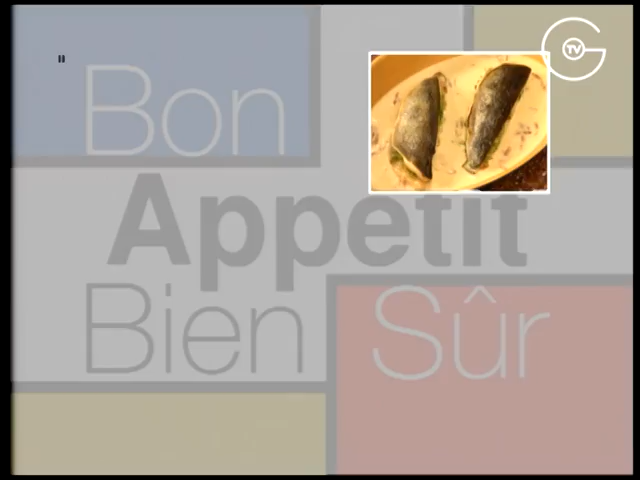 "
Bon
Appetit
Bien Sûr
G TV